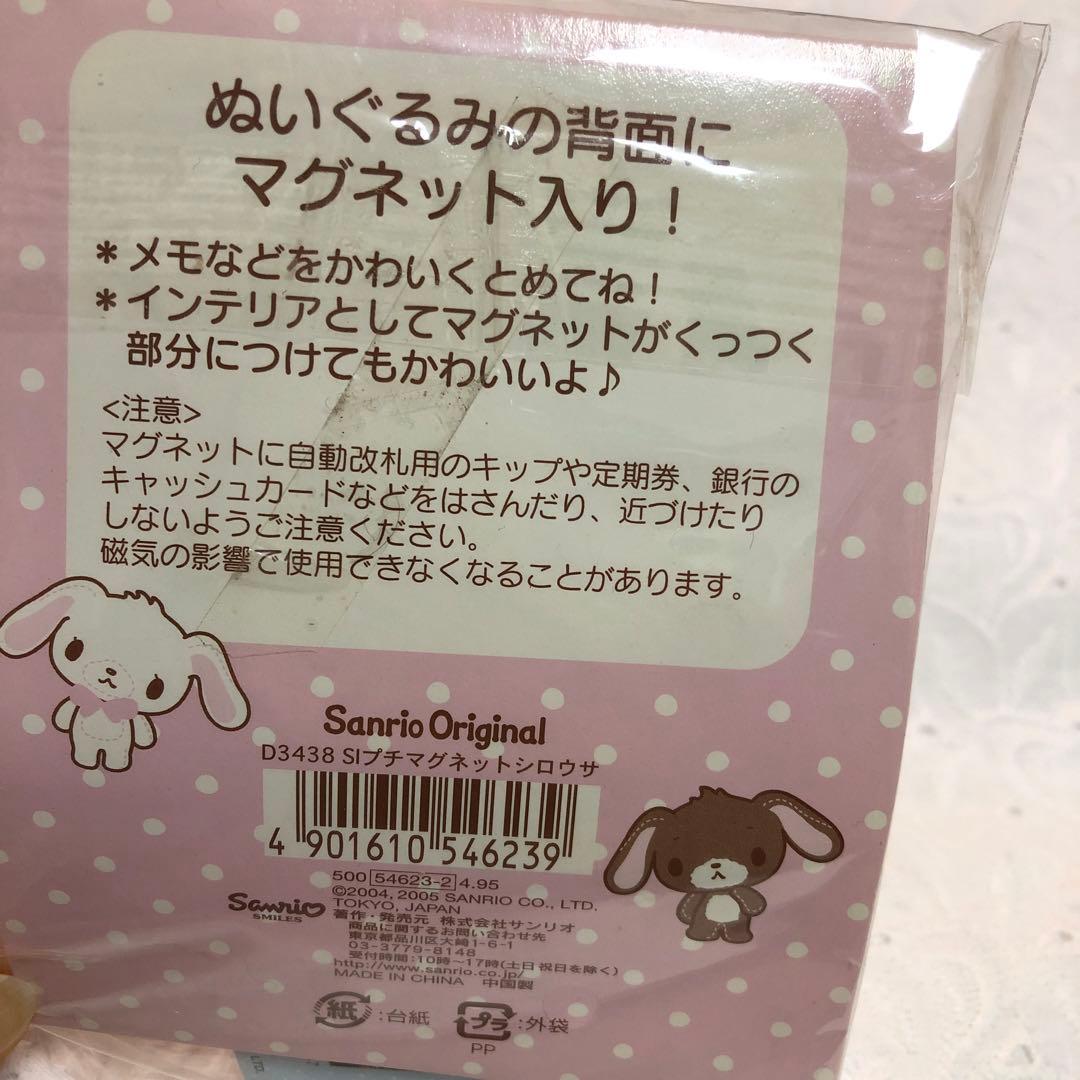 ぬいぐるみの背面に
マグネット入り!
*メモなどをかわいくとめてね!
*インテリアとしてマグネットがくっつく
部分につけてもかわいいよ♪
<注意>
マグネットに自動改札用のキップや定期券、銀行の
キャッシュカードなどをはさんだり、近づけたり
しないようご注意ください。
磁気の影響で使用できなくなることがあります。
Sanrio Original
D3438 SIプチマグネットシロウサ
4 901610 546239
500 54623-2 4.95
©2004, 2005 SANRIO CO., LTD.
TOKYO, JAPAN
Sanrio
SMILES
著作・発売元 株式会社サンリオ
商品に関するお問い合わせ先
東京都品川区大崎1-6-1
03-3779-8148
受付時間:10時〜17時(土日祝日を除く)
http://www.sanrio.co.jp/
MADE IN CHINA 中国製
紙:台紙
プラ:外袋
PP
LTD.